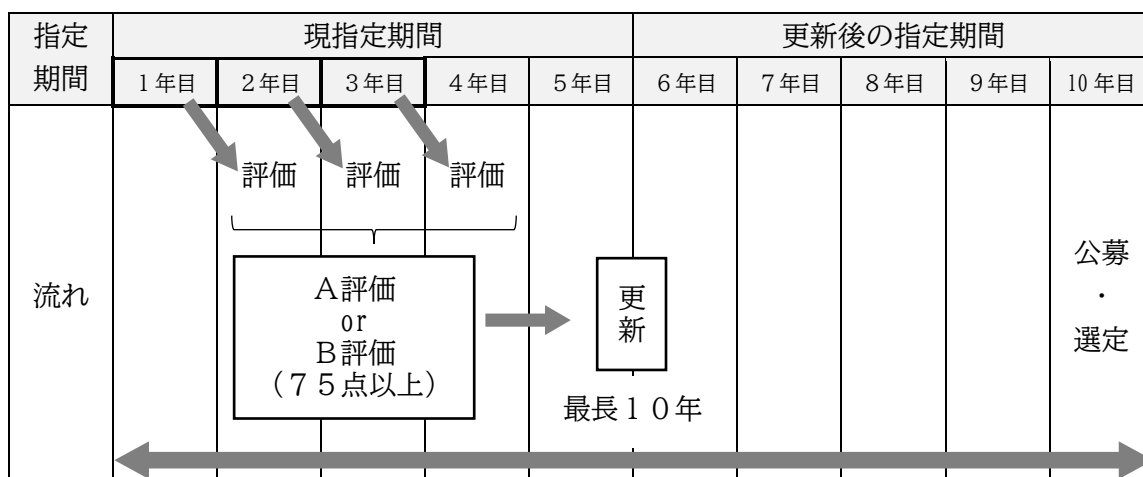 指定
期間
現指定期間
更新後の指定期間
1年目
2年目
3年目
4年目
5年目
6年目
7年目
8年目
9年目
10年目
流れ
評価
評価
評価
A評価
or
B評価
(75点以上)
更
新
最長10年
公募
・
選定